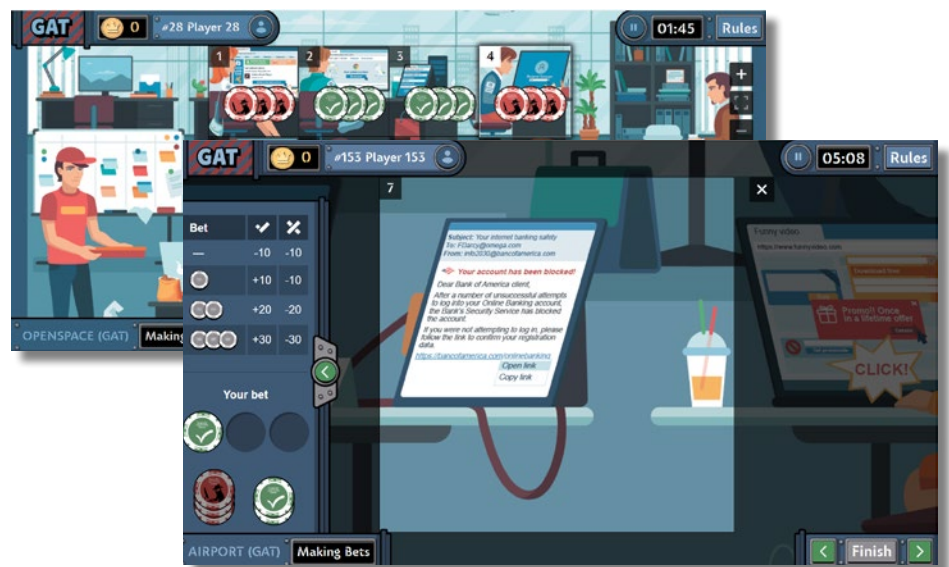 GAT
0
#28 Player 28
01:45
Rules
1
2
3
4
+
−
OPENSPACE (GAT)
Making
GAT
0
#153 Player 153
05:08
Rules
7
×
Bet
— -10 -10
+10 -10
+20 -20
+30 -30
Your bet
Subject: Your internet banking safety
To: FDarcy@omega.com
From: info2030@bancofamerica.com
Your account has been blocked!
Dear Bank of America client,
After a number of unsuccessful attempts
to log into your Online Banking account,
the Bank's Security Service has blocked
the account.
If you were not attempting to log in, please
follow the link to confirm your registration
data.
https://bancofamerica.com/onlinebanking
Open link
Copy link
Funny video
https://www.funnyvideo.com
Download free
Promo!! Once
in a lifetime offer
CLICK!
AIRPORT (GAT)
Making Bets
Finish